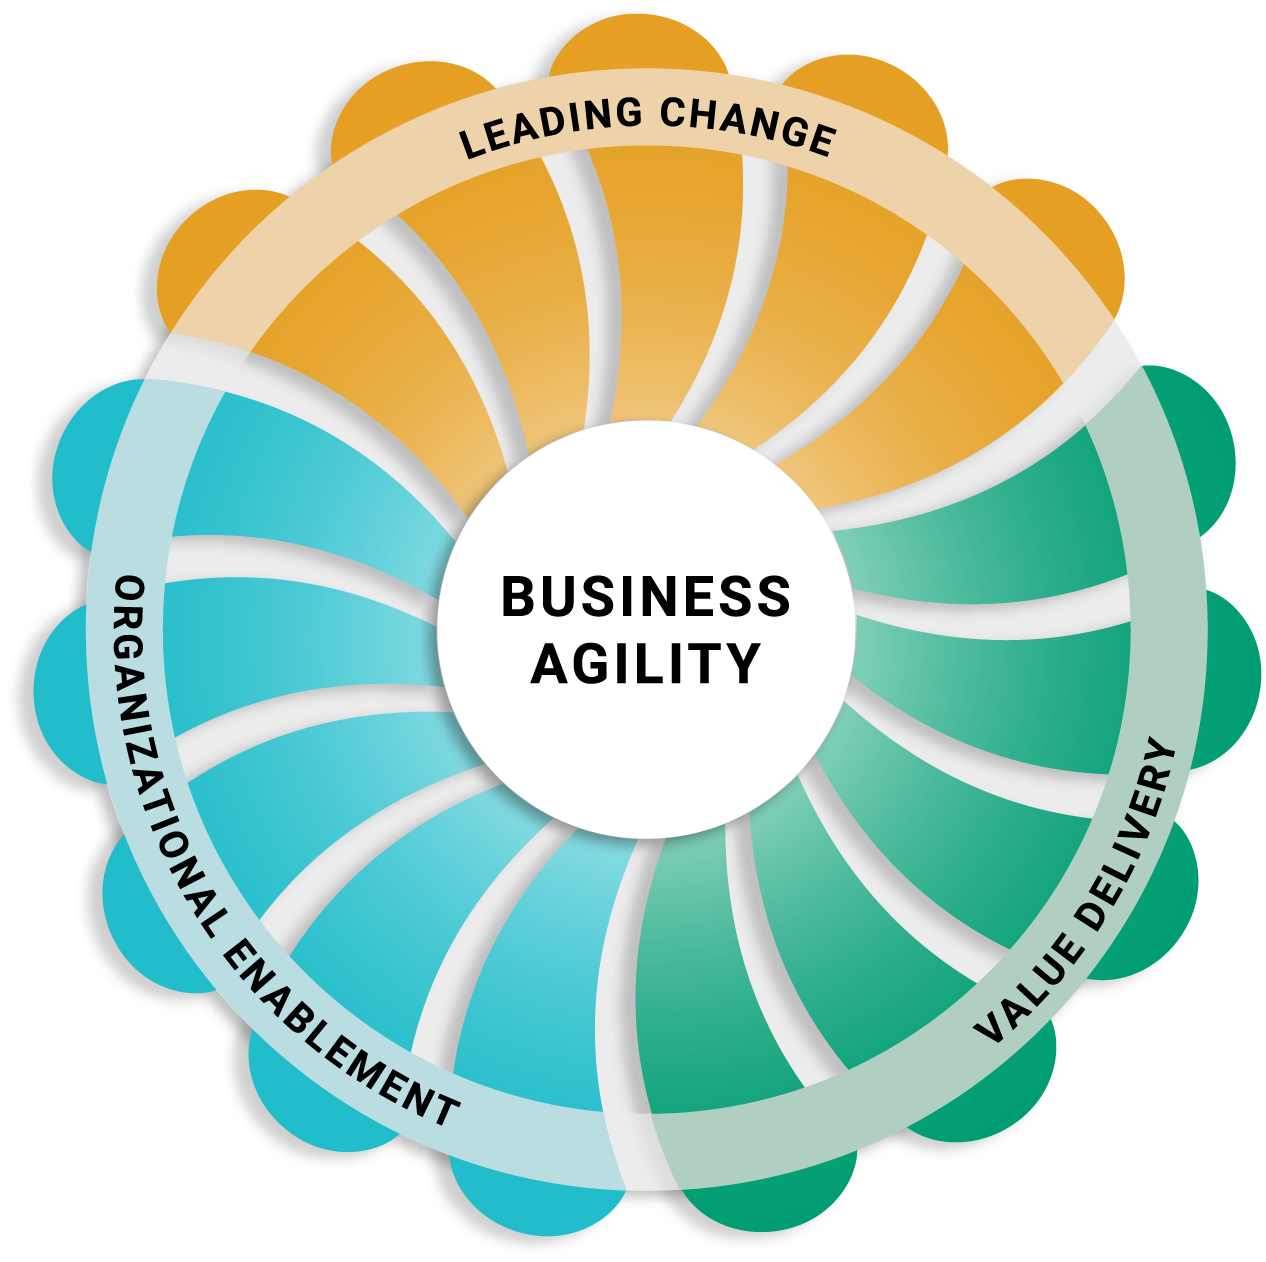 LEADING CHANGE
BUSINESS
AGILITY
ORGANIZATIONAL ENABLEMENT
VALUE DELIVERY